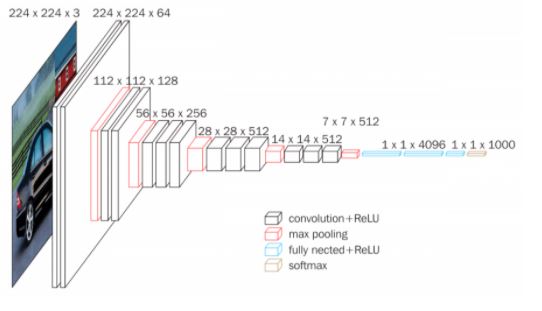 224 x 224 x 3
224 x 224 x 64
112 x 112 x 128
56 x 56 x 256
28 x 28 x 512
14 x 14 x 512
7 x 7 x 512
1 x 1 x 4096
1 x 1 x 1000
convolution+ReLU
max pooling
fully nected+ReLU
softmax